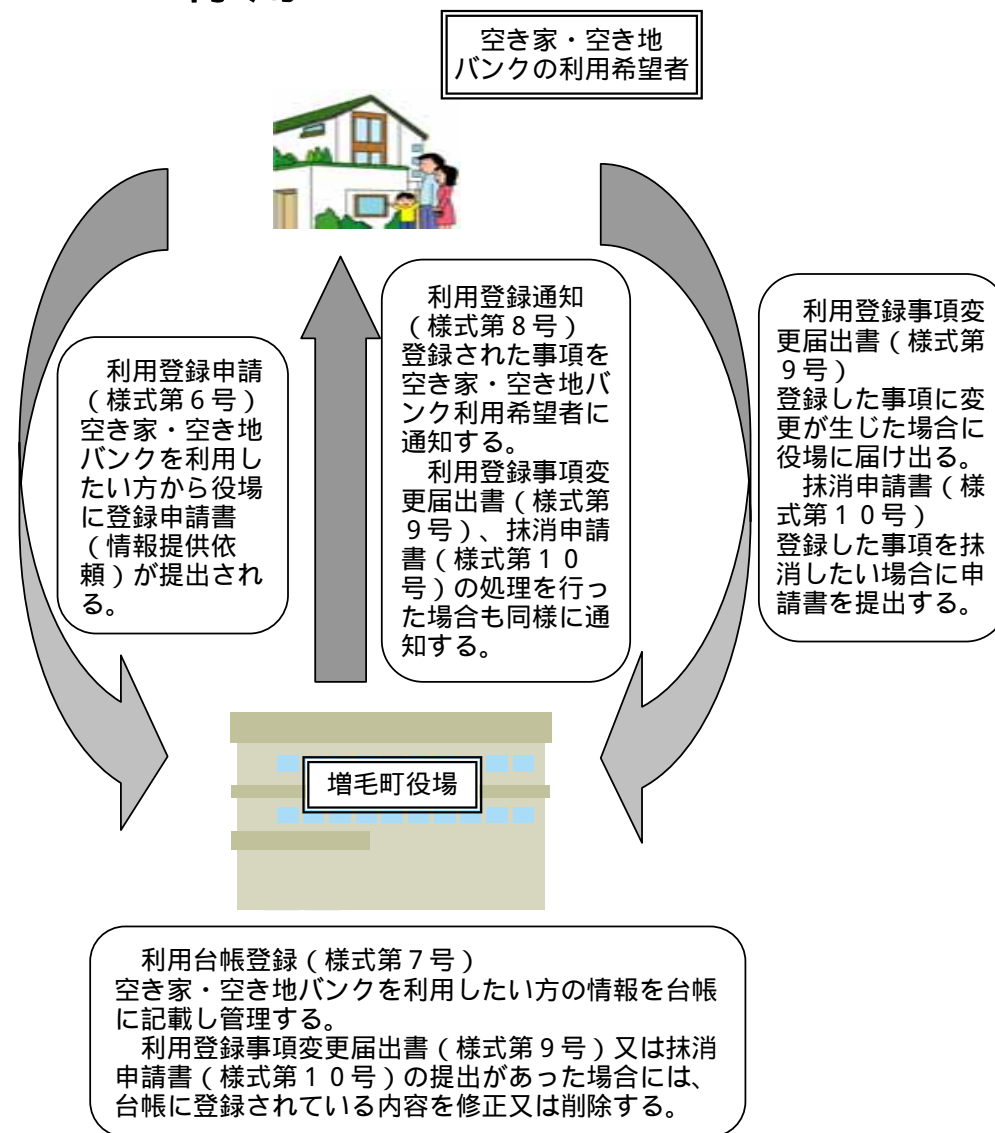 空き家・空き地
バンクの利用希望者
　利用登録申請
（様式第６号）
空き家・空き地
バンクを利用し
たい方から役場
に登録申請書
（情報提供依
頼）が提出され
る。
　利用登録通知
（様式第８号）
登録された事項を
空き家・空き地バ
ンク利用希望者に
通知する。
　利用登録事項変
更届出書（様式第
９号）、抹消申請
書（様式第１０
号）の処理を行っ
た場合も同様に通
知する。
　利用登録事項変
更届出書（様式第
９号）
登録した事項に変
更が生じた場合に
役場に届け出る。
　抹消申請書（様
式第１０号）
登録した事項を抹
消したい場合に申
請書を提出する。
増毛町役場
　利用台帳登録（様式第７号）
空き家・空き地バンクを利用したい方の情報を台帳
に記載し管理する。
　利用登録事項変更届出書（様式第９号）又は抹消
申請書（様式第１０号）の提出があった場合には、
台帳に登録されている内容を修正又は削除する。